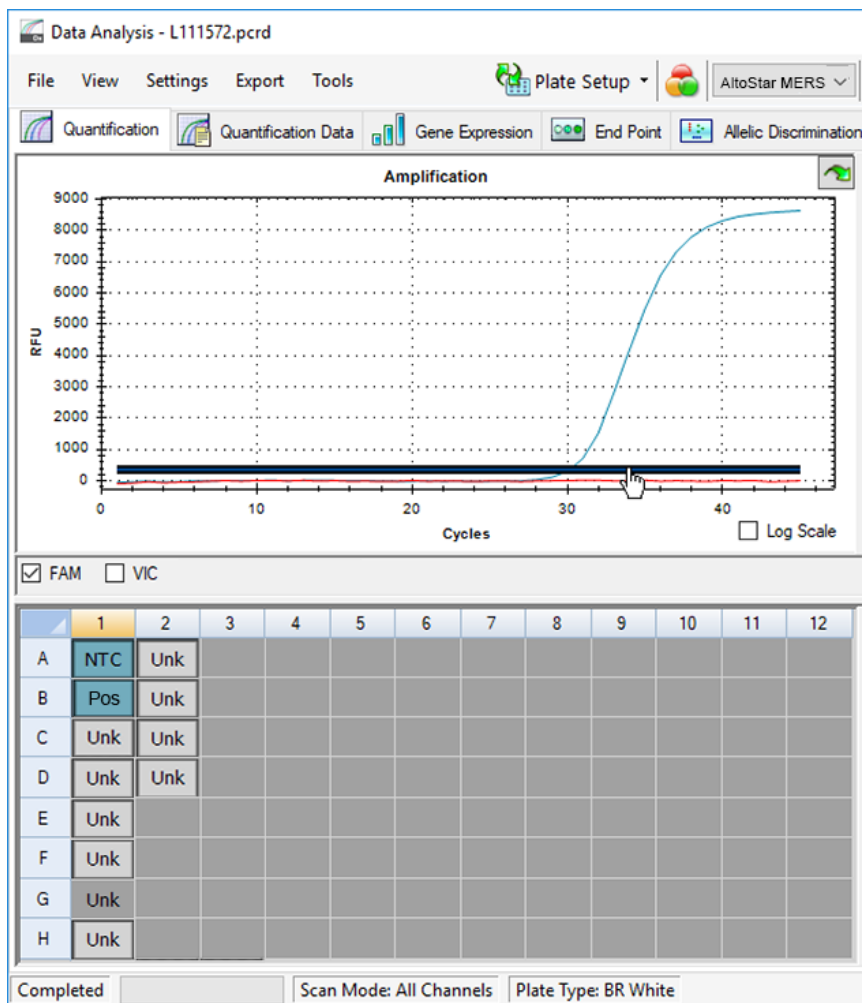 Data Analysis - L111572.pcrd
File View Settings Export Tools Plate Setup AltoStar MERS
Quantification Quantification Data Gene Expression End Point Allelic Discrimination
Amplification
9000
8000
7000
6000
5000
4000
3000
2000
1000
0
RFU
0 10 20 30 40
Cycles
Log Scale
FAM VIC
1 2 3 4 5 6 7 8 9 10 11 12
A NTC Unk
B Pos Unk
C Unk Unk
D Unk Unk
E Unk
F Unk
G Unk
H Unk
Completed Scan Mode: All Channels Plate Type: BR White